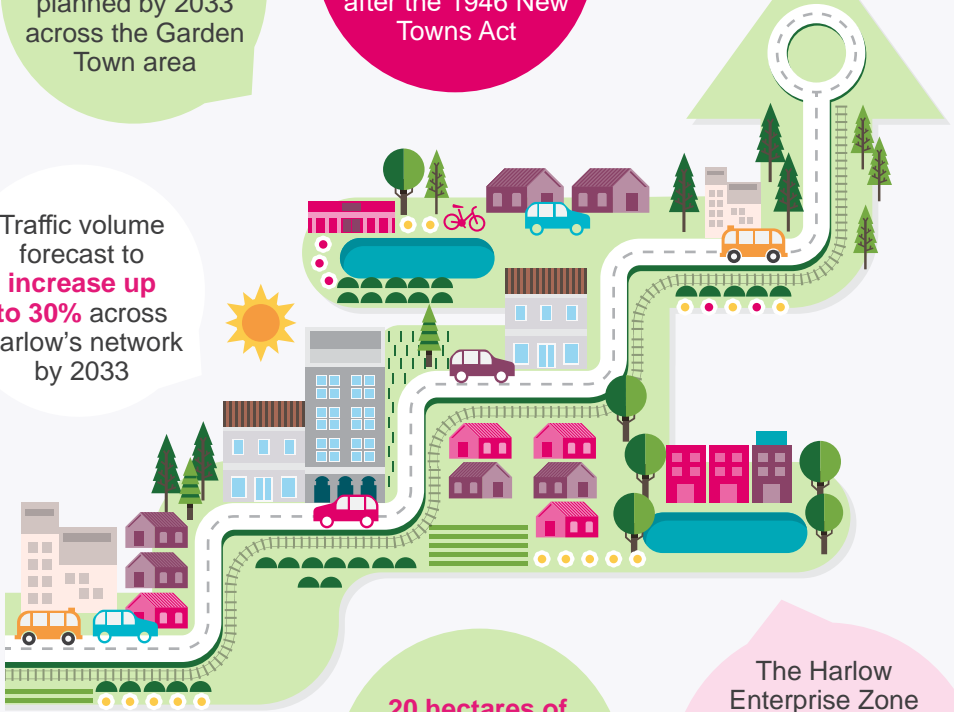 planned by 2033
across the Garden
Town area
after the 1946 New
Towns Act
Traffic volume
forecast to
increase up
to 30% across
arlow's network
by 2033
20 hectares of
The Harlow
Enterprise Zone